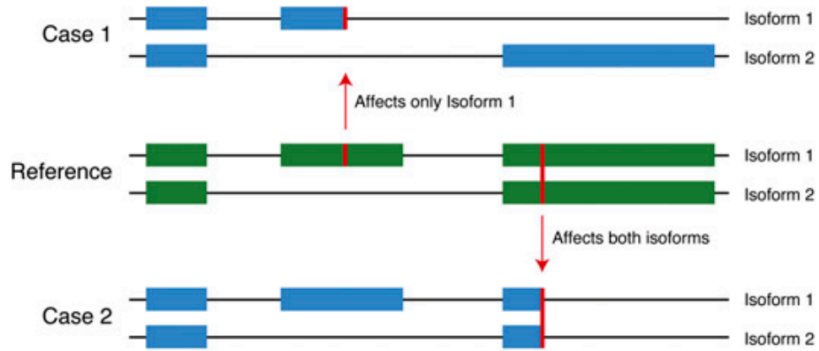 Case 1
Isoform 1
Isoform 2
Affects only Isoform 1
Reference
Isoform 1
Isoform 2
Affects both isoforms
Case 2
Isoform 1
Isoform 2